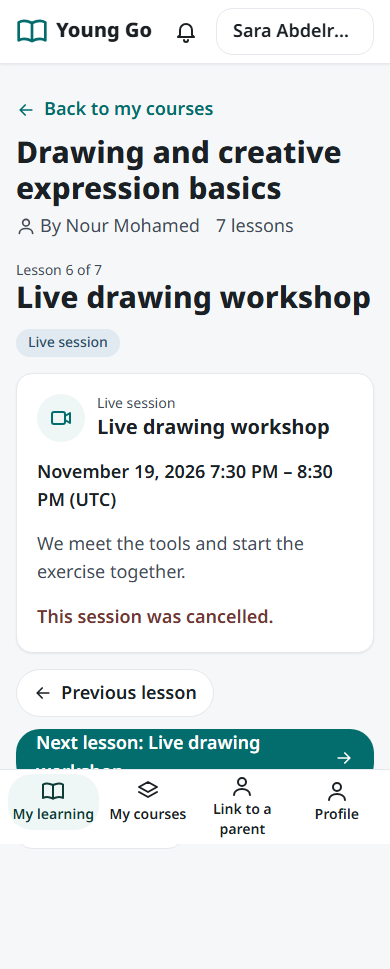 Young Go
Sara Abdelr...
Back to my courses
Drawing and creative
expression basics
By Nour Mohamed 7 lessons
Lesson 6 of 7
Live drawing workshop
Live session
Live session
Live drawing workshop
November 19, 2026 7:30 PM – 8:30
PM (UTC)
We meet the tools and start the
exercise together.
This session was cancelled.
Previous lesson
Next lesson: Live drawing
My learning
My courses
Link to a
parent
Profile